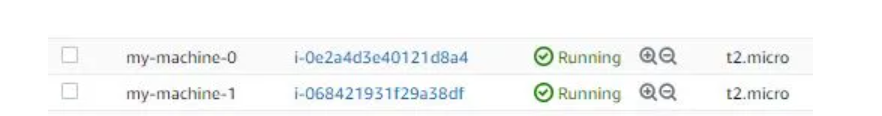 my-machine-0 i-0e2a4d3e40121d8a4 Running t2.micro
my-machine-1 i-068421931f29a38df Running t2.micro